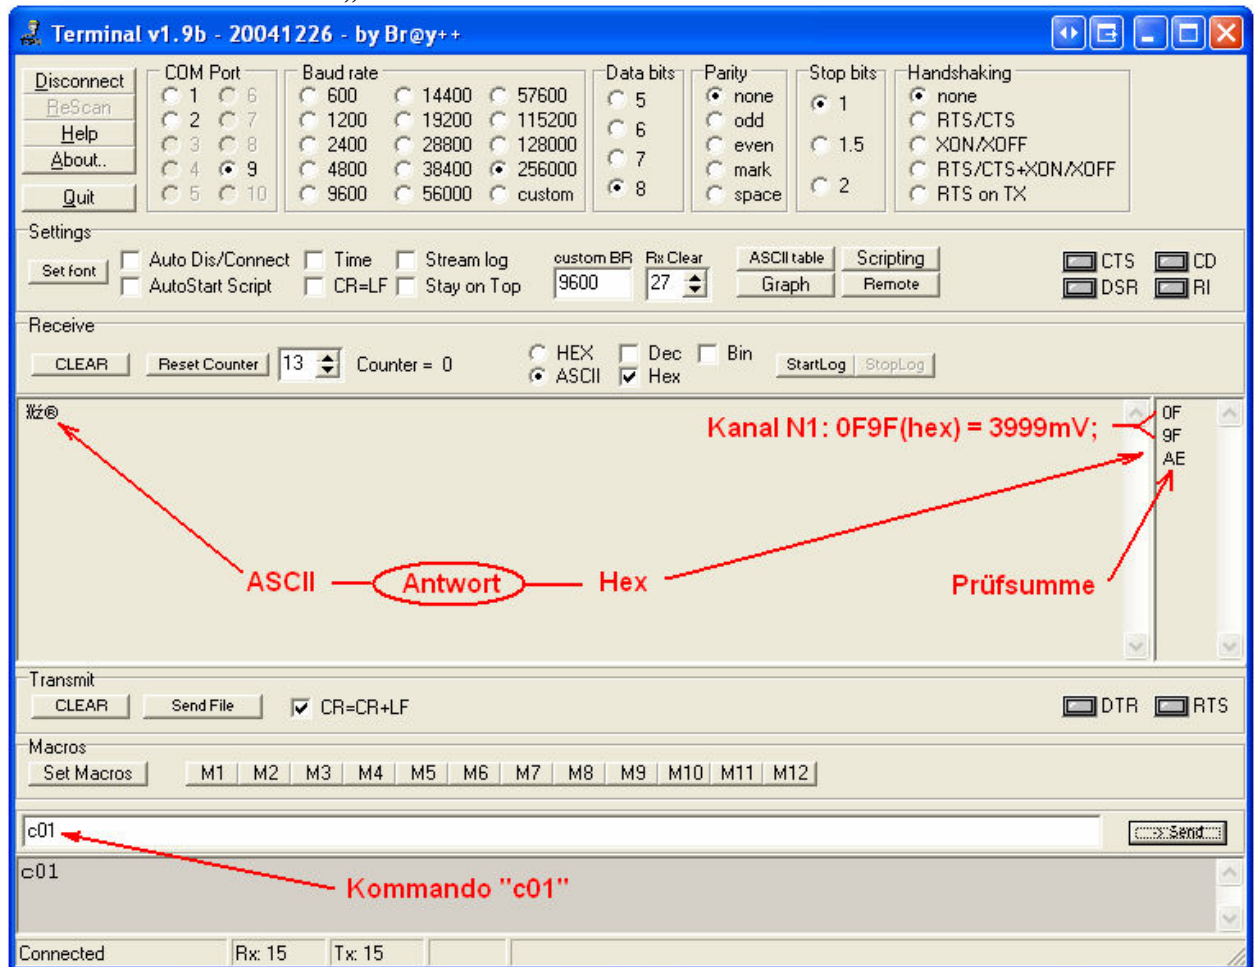 „
Terminal v1.9b - 20041226 - by Br@y++
Disconnect
ReScan
Help
About..
Quit
COM Port
1 6
2 7
3 8
4 9
5 10
Baud rate
600 14400 57600
1200 19200 115200
2400 28800 128000
4800 38400 256000
9600 56000 custom
Data bits
5
6
7
8
Parity
none
odd
even
mark
space
Stop bits
1
1.5
2
Handshaking
none
RTS/CTS
XON/XOFF
RTS/CTS+XON/XOFF
RTS on TX
Settings
Set font
Auto Dis/Connect Time Stream log
AutoStart Script CR=LF Stay on Top
custom BR Rx Clear
9600 27
ASCII table Scripting
Graph Remote
CTS CD
DSR RI
Receive
CLEAR Reset Counter 13 Counter = 0
HEX Dec Bin
ASCII Hex
StartLog StopLog
ź®
Kanal N1: 0F9F(hex) = 3999mV;
0F
9F
AE
ASCII Antwort Hex
Prüfsumme
Transmit
CLEAR Send File CR=CR+LF
DTR RTS
Macros
Set Macros M1 M2 M3 M4 M5 M6 M7 M8 M9 M10 M11 M12
c01
-> Send
c01
Kommando "c01"
Connected Rx: 15 Tx: 15